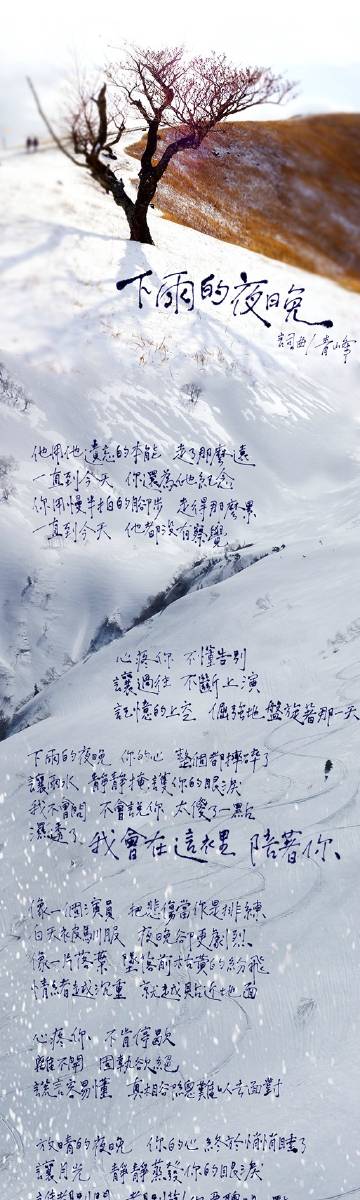 下雨的夜晚
詞曲/青峰
他用他遺忘的本能 走了那麼遠
一直到今天 你還為他紀念
你用慢半拍的腳步 走得那麼累
一直到今天 他都沒有察覺
心疼你 不懂告別
讓過往 不斷上演
記憶的上空 倔強地盤旋著那一天
下雨的夜晚 你的心 整個都摔碎了
讓雨水 靜靜掩護你的眼淚
我不會問 不會說你 太傻了一點
濕透了 我會在這裡 陪著你
像一個演員 把悲傷當作是排練
白天被馴服 夜晚卻更劇烈
像一片落葉 墜落前枯黃的紛飛
情緒越沉重 就越貼近地面
心疼你 不肯停歇
離不開 固執欲絕
謊言容易懂 真相令總難以去面對
放晴的夜晚 你的心 終於悄悄睡了
讓月光 靜靜蒸發你的眼淚